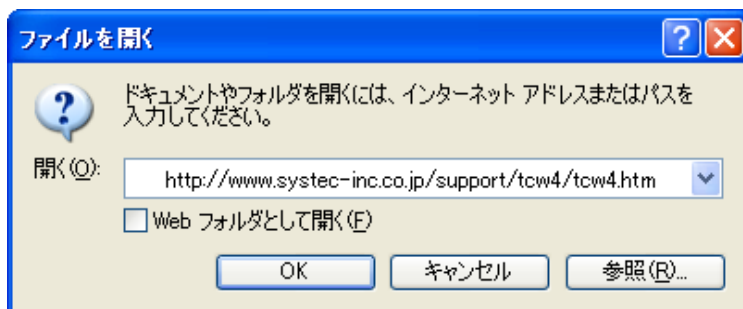 ファイルを開く
ドキュメントやフォルダを開くには、インターネット アドレスまたはパスを
入力してください。
開く(O):
http://www.systec-inc.co.jp/support/tcw4/tcw4.htm
Web フォルダとして開く(F)
OK
キャンセル
参照(R)...